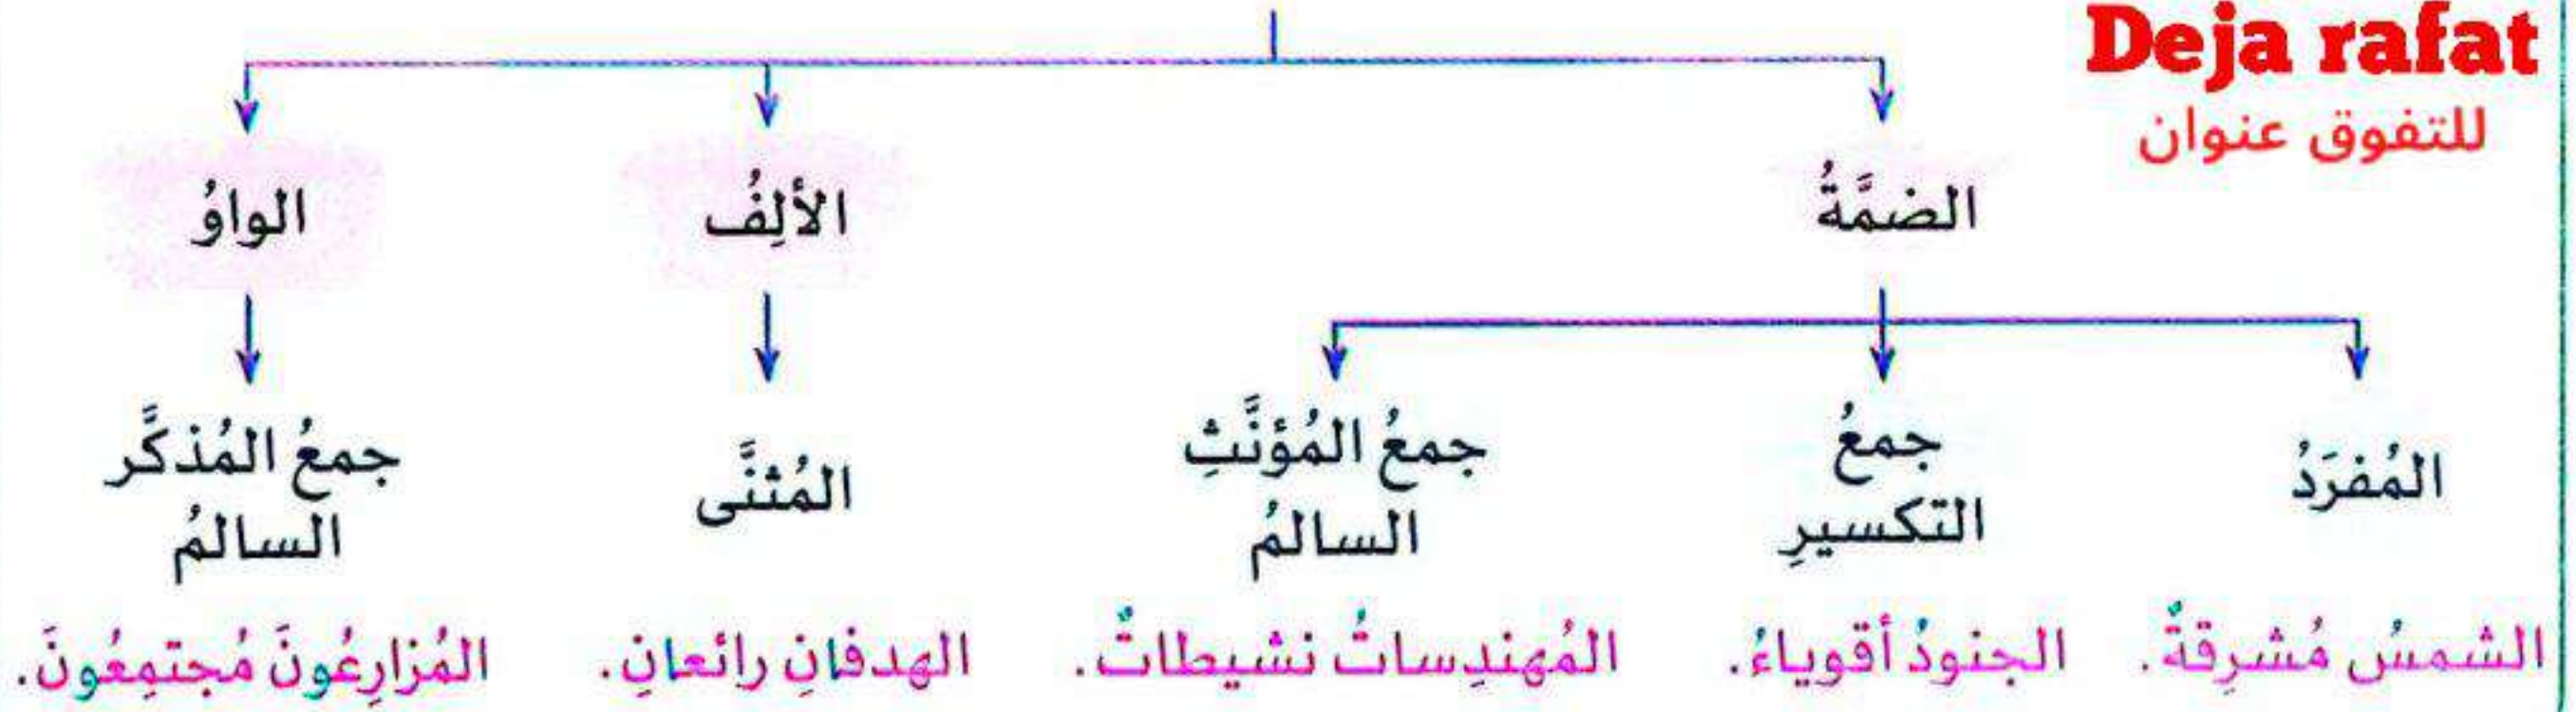 Deja rafat
للتفوق عنوان
الضمَّةُ
الألِفُ
الواوُ
المُفرَدُ
جمعُ
التكسيرِ
جمعُ المُؤنَّثِ
السالمُ
المُثنَّى
جمعُ المُذكَّر
السالمُ
الشمسُ مُشرِقةٌ.
الجنودُ أقوياءُ.
المُهندِساتُ نشيطاتٌ.
الهدفانِ رائعانِ.
المُزارِعُونَ مُجتمِعُونَ.